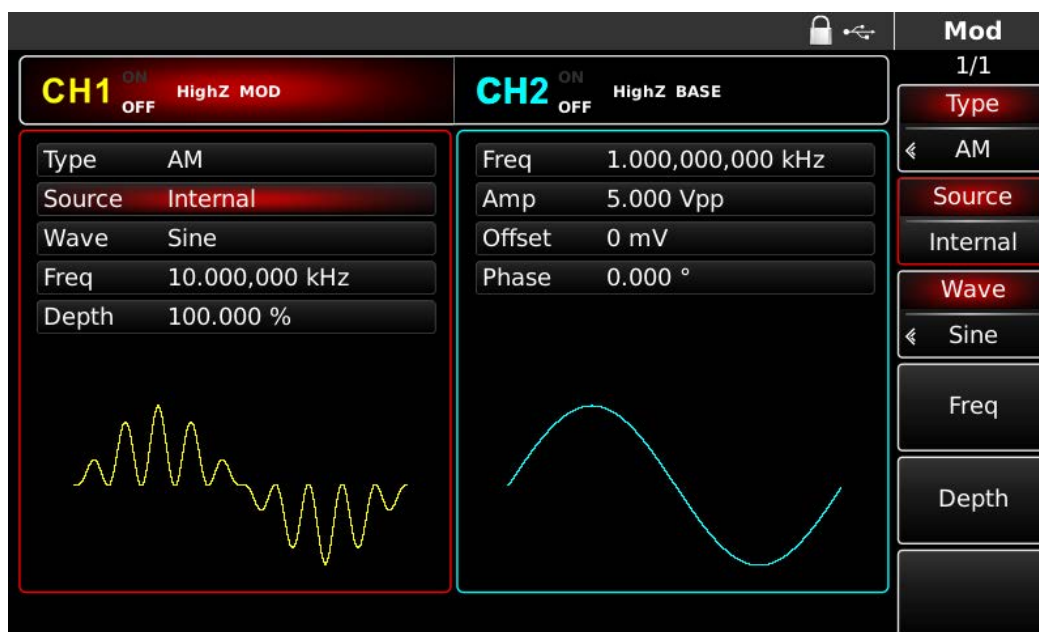 Mod
1/1
CH1 ON OFF HighZ MOD
CH2 ON OFF HighZ BASE
Type AM
Source Internal
Wave Sine
Freq 10.000,000 kHz
Depth 100.000 %
Freq 1.000,000,000 kHz
Amp 5.000 Vpp
Offset 0 mV
Phase 0.000 °
Type
AM
Source
Internal
Wave
Sine
Freq
Depth